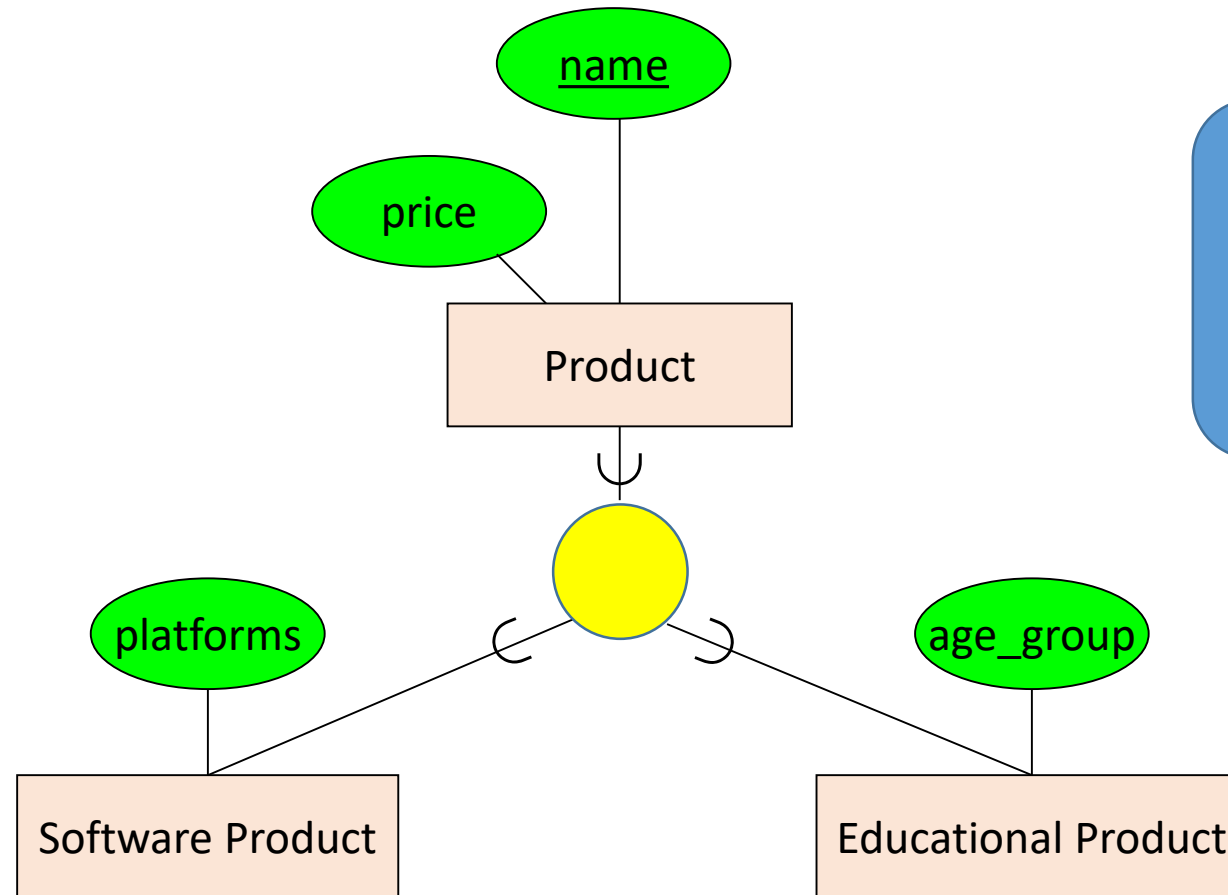 name
price
Product
platforms
age_group
Software Product
Educational Product